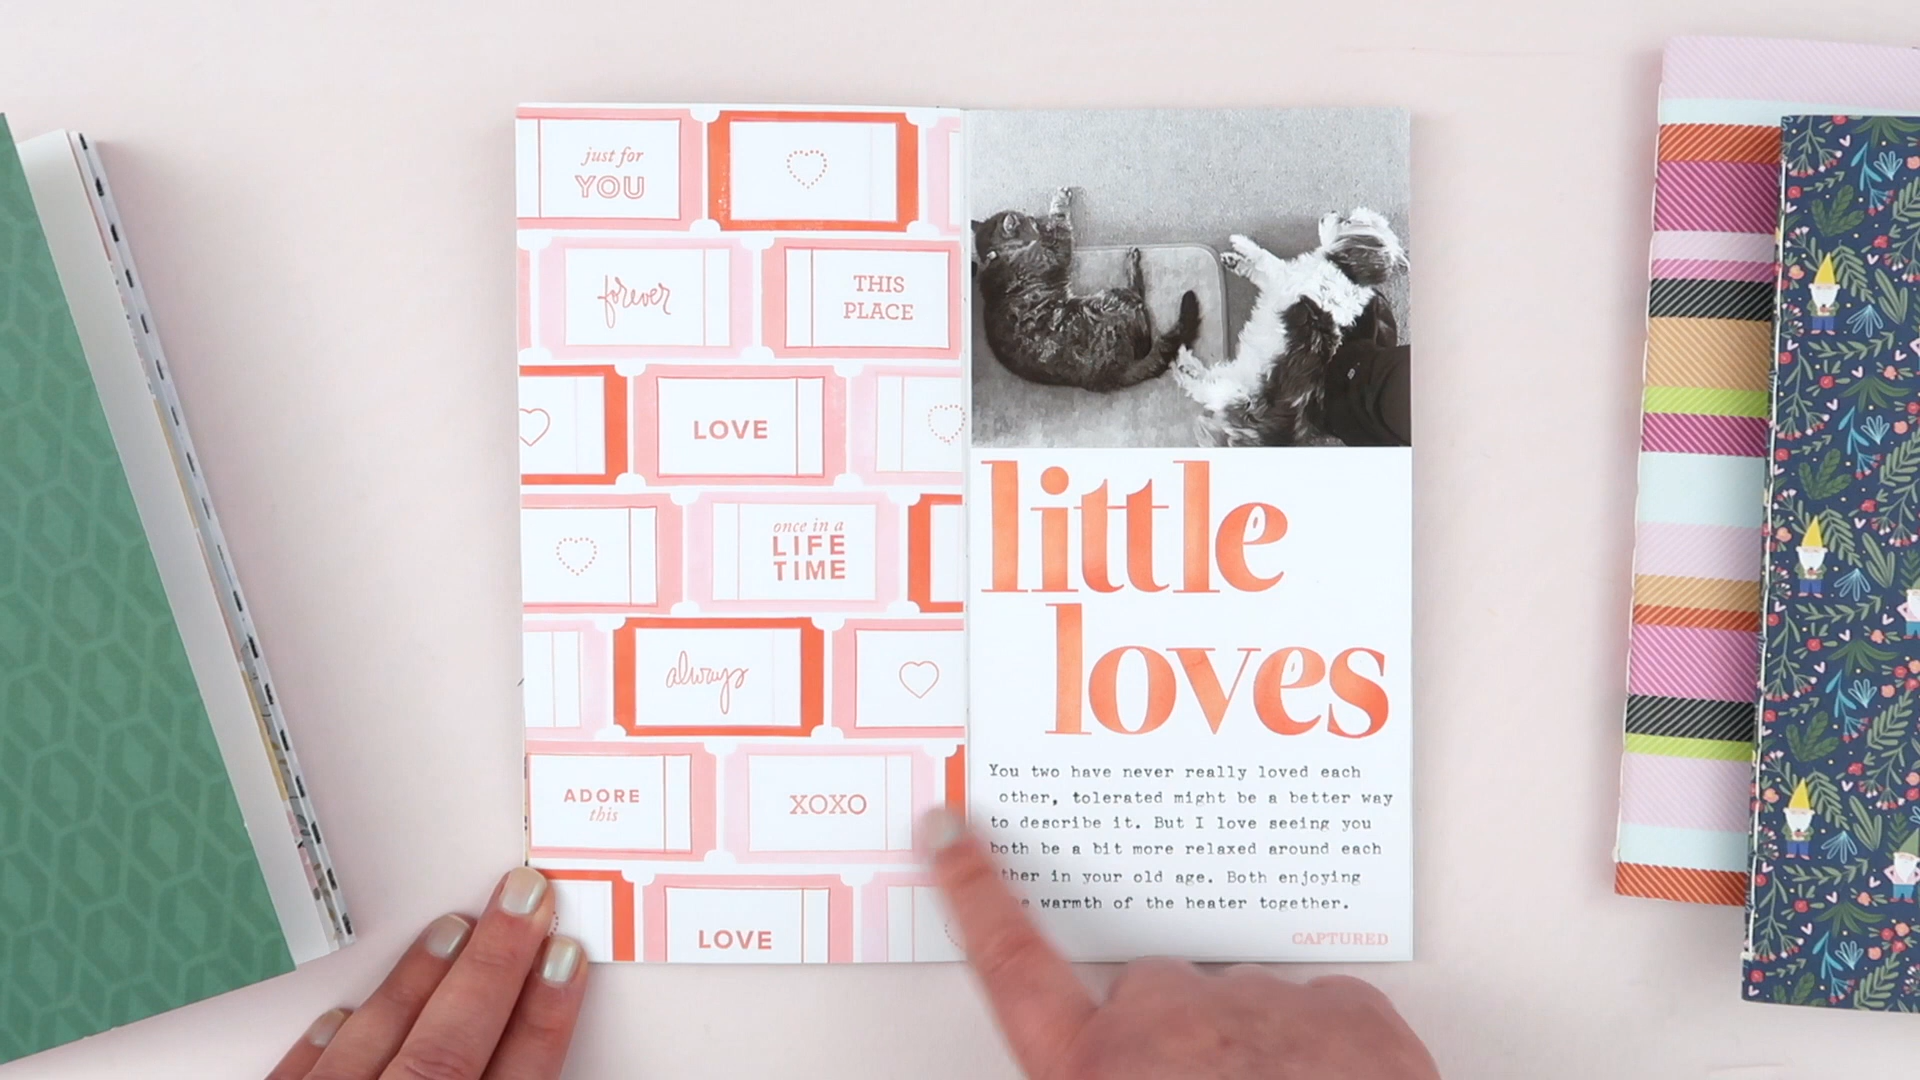 just for
YOU
forever
THIS
PLACE
LOVE
once in a
LIFE
TIME
always
ADORE
this
XOXO
LOVE
little
loves
You two have never really loved each
other, tolerated might be a better way
to describe it. But I love seeing you
both be a bit more relaxed around each
in your old age. Both enjoying
warmth of the heater together.
CAPTURED